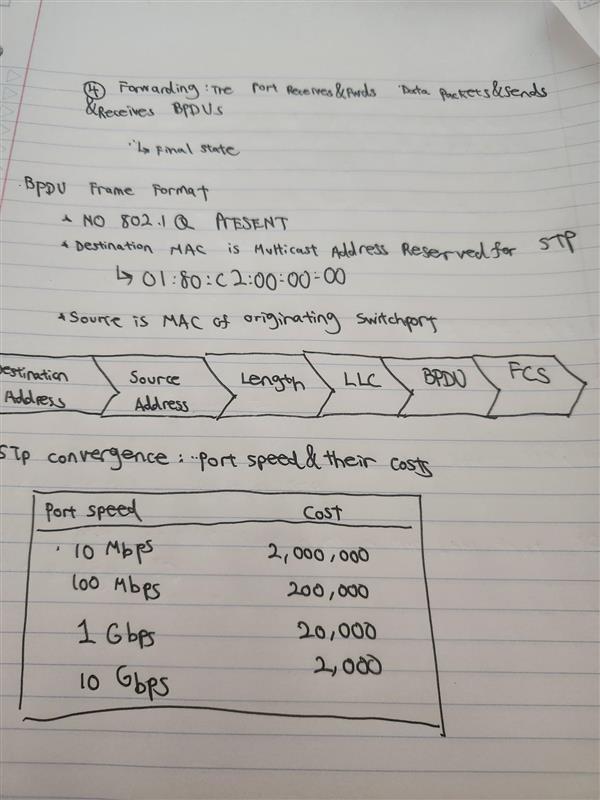 ④ Forwarding: The Port Receives & Fwds Data Packets & Sends
& Receives BPDUs
↳ Final State
BPDU Frame Format
* NO 802.1Q PRESENT
* Destination MAC is Multicast Address Reserved for STP
↳ 01:80:C2:00:00:00
* Source is MAC of originating Switchport
estination Address
Source Address
Length
LLC
BPDU
FCS
STP convergence: Port speed & their costs
Port speed Cost
10 Mbps 2,000,000
100 Mbps 200,000
1 Gbps 20,000
10 Gbps 2,000